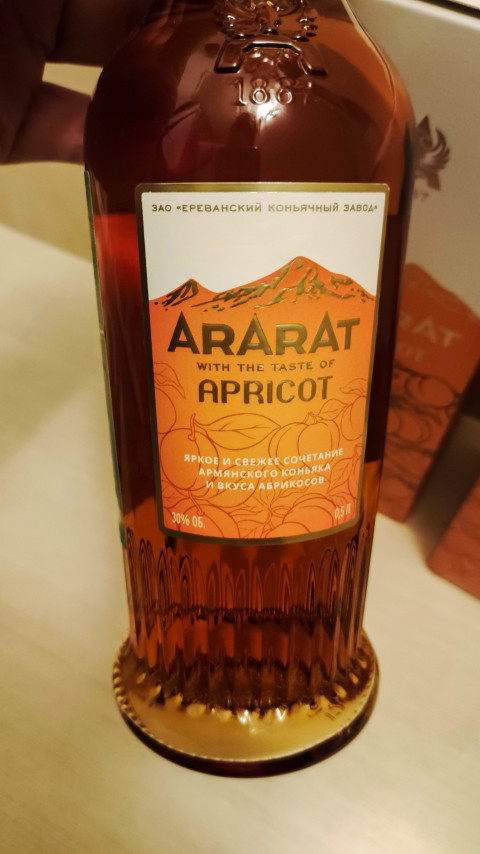 188
ЗАО «ЕРЕВАНСКИЙ КОНЬЯЧНЫЙ ЗАВОД»
ARARAT
WITH THE TASTE OF
APRICOT
ЯРКОЕ И СВЕЖЕЕ СОЧЕТАНИЕ
АРМЯНСКОГО КОНЬЯКА
И ВКУСА АБРИКОСОВ
30% ОБ.
0,5 Л